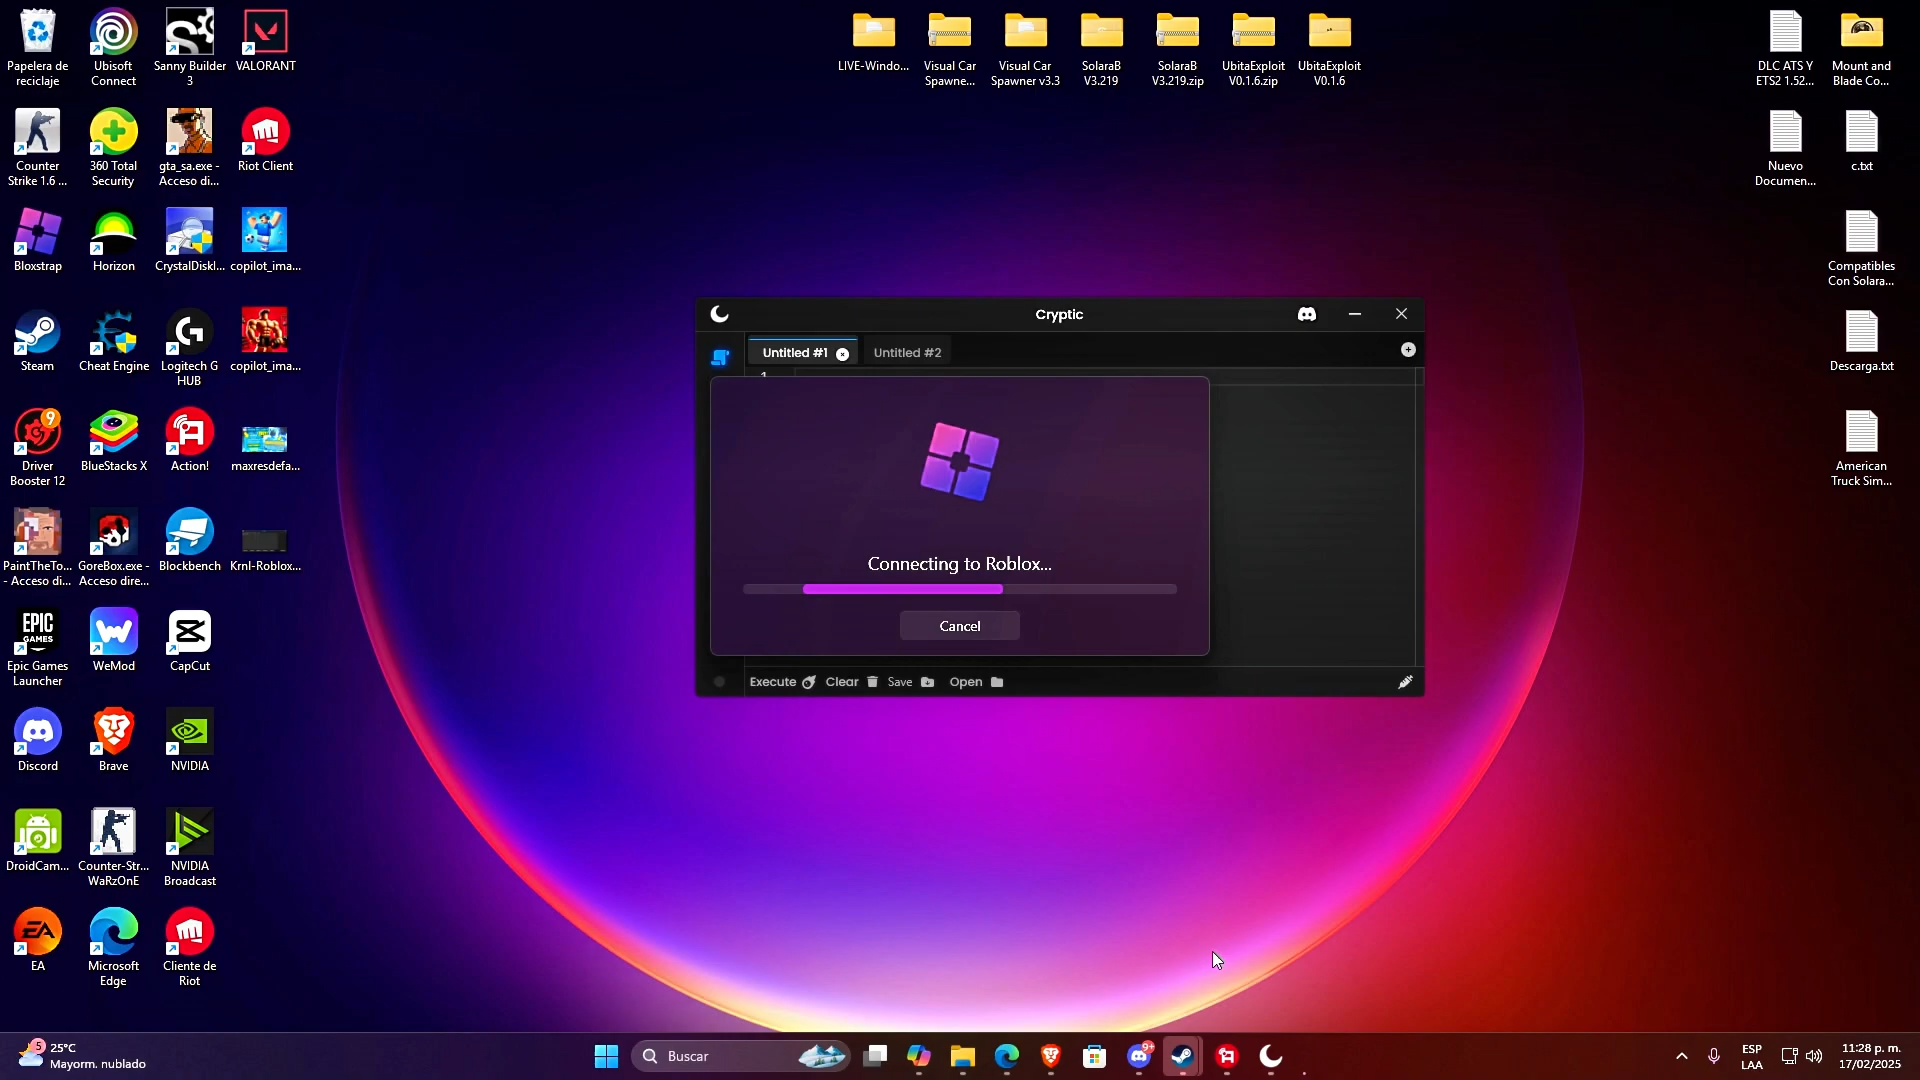 Papelera de
reciclaje
Ubisoft
Connect
Sanny Builder
3
VALORANT
LIVE-Windo...
Visual Car
Spawne...
Visual Car
Spawner v3.3
SolaraB
V3.219
SolaraB
V3.219.zip
UbitaExploit
V0.1.6.zip
UbitaExploit
V0.1.6
DLC ATS Y
ETS2 1.52...
Mount and
Blade Co...
Counter
Strike 1.6 ...
360 Total
Security
gta_sa.exe -
Acceso di...
Riot Client
Nuevo
Documen...
c.txt
Bloxstrap
Horizon
CrystalDiskI...
copilot_ima...
Compatibles
Con Solara...
Cryptic
Untitled #1
Untitled #2
1
Connecting to Roblox...
Cancel
Execute
Clear
Save
Open
Steam
Cheat Engine
Logitech G
HUB
copilot_ima...
Descarga.txt
9
Driver
Booster 12
BlueStacks X
Action!
maxresdefa...
American
Truck Sim...
PaintTheTo...
- Acceso di...
GoreBox.exe -
Acceso dire...
Blockbench
Krnl-Roblox...
EPIC
GAMES
Epic Games
Launcher
WeMod
CapCut
Discord
Brave
NVIDIA
DroidCam...
Counter-Str...
WaRzOnE
NVIDIA
Broadcast
EA
EA
Microsoft
Edge
Cliente de
Riot
5
25°C
Mayorm. nublado
Buscar
9+
ESP
LAA
11:28 p. m.
17/02/2025